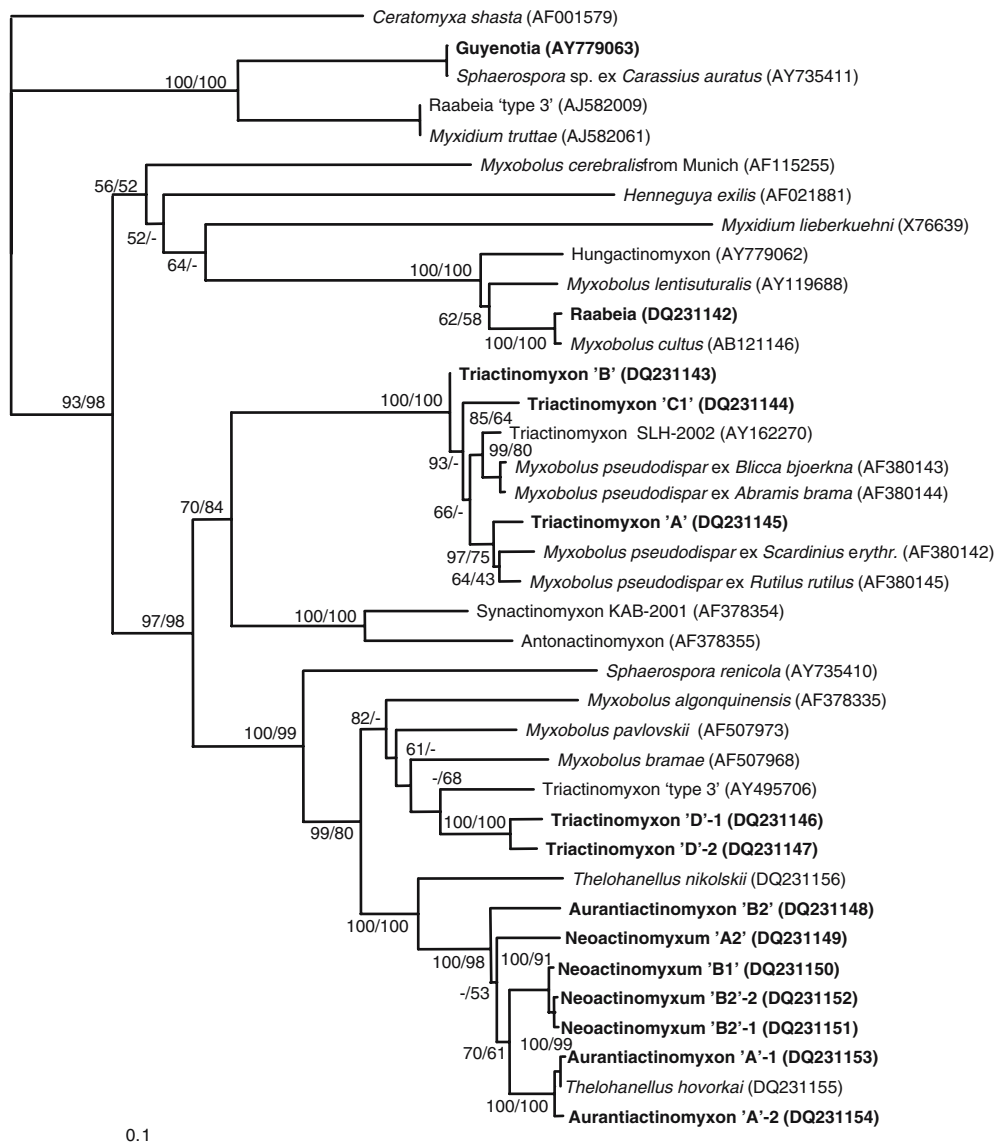 Ceratomyxa shasta (AF001579)
Guyenotia (AY779063)
100/100
Sphaerospora sp. ex Carassius auratus (AY735411)
Raabeia ‘type 3’ (AJ582009)
Myxidium truttae (AJ582061)
Myxobolus cerebralisfrom Munich (AF115255)
56/52
Henneguya exilis (AF021881)
Myxidium lieberkuehni (X76639)
52/-
64/-
Hungactinomyxon (AY779062)
100/100
Myxobolus lentisuturalis (AY119688)
Raabeia (DQ231142)
62/58
100/100
Myxobolus cultus (AB121146)
Triactinomyxon 'B' (DQ231143)
93/98
100/100
Triactinomyxon 'C1' (DQ231144)
85/64
Triactinomyxon SLH-2002 (AY162270)
99/80
93/-
Myxobolus pseudodispar ex Blicca bjoerkna (AF380143)
Myxobolus pseudodispar ex Abramis brama (AF380144)
70/84
66/-
Triactinomyxon 'A' (DQ231145)
97/75
Myxobolus pseudodispar ex Scardinius erythr. (AF380142)
64/43
Myxobolus pseudodispar ex Rutilus rutilus (AF380145)
Synactinomyxon KAB-2001 (AF378354)
97/98
100/100
Antonactinomyxon (AF378355)
Sphaerospora renicola (AY735410)
Myxobolus algonquinensis (AF378335)
82/-
100/99
Myxobolus pavlovskii (AF507973)
61/-
Myxobolus bramae (AF507968)
-/68
Triactinomyxon ‘type 3’ (AY495706)
100/100
Triactinomyxon 'D'-1 (DQ231146)
99/80
Triactinomyxon 'D'-2 (DQ231147)
Thelohanellus nikolskii (DQ231156)
100/100
Aurantiactinomyxon 'B2' (DQ231148)
Neoactinomyxum 'A2' (DQ231149)
100/98
100/91
Neoactinomyxum 'B1' (DQ231150)
-/53
Neoactinomyxum 'B2'-2 (DQ231152)
Neoactinomyxum 'B2'-1 (DQ231151)
70/61
100/99
Aurantiactinomyxon 'A'-1 (DQ231153)
Thelohanellus hovorkai (DQ231155)
100/100
Aurantiactinomyxon 'A'-2 (DQ231154)
0.1